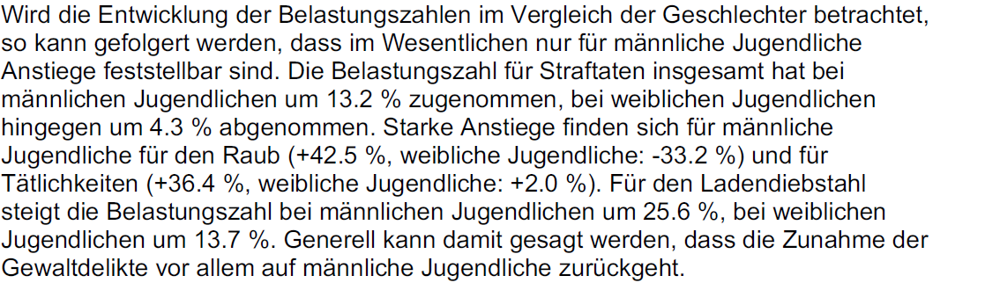 Wird die Entwicklung der Belastungszahlen im Vergleich der Geschlechter betrachtet,
so kann gefolgert werden, dass im Wesentlichen nur für männliche Jugendliche
Anstiege feststellbar sind. Die Belastungszahl für Straftaten insgesamt hat bei
männlichen Jugendlichen um 13.2 % zugenommen, bei weiblichen Jugendlichen
hingegen um 4.3 % abgenommen. Starke Anstiege finden sich für männliche
Jugendliche für den Raub (+42.5 %, weibliche Jugendliche: -33.2 %) und für
Tätlichkeiten (+36.4 %, weibliche Jugendliche: +2.0 %). Für den Ladendiebstahl
steigt die Belastungszahl bei männlichen Jugendlichen um 25.6 %, bei weiblichen
Jugendlichen um 13.7 %. Generell kann damit gesagt werden, dass die Zunahme der
Gewaltdelikte vor allem auf männliche Jugendliche zurückgeht.